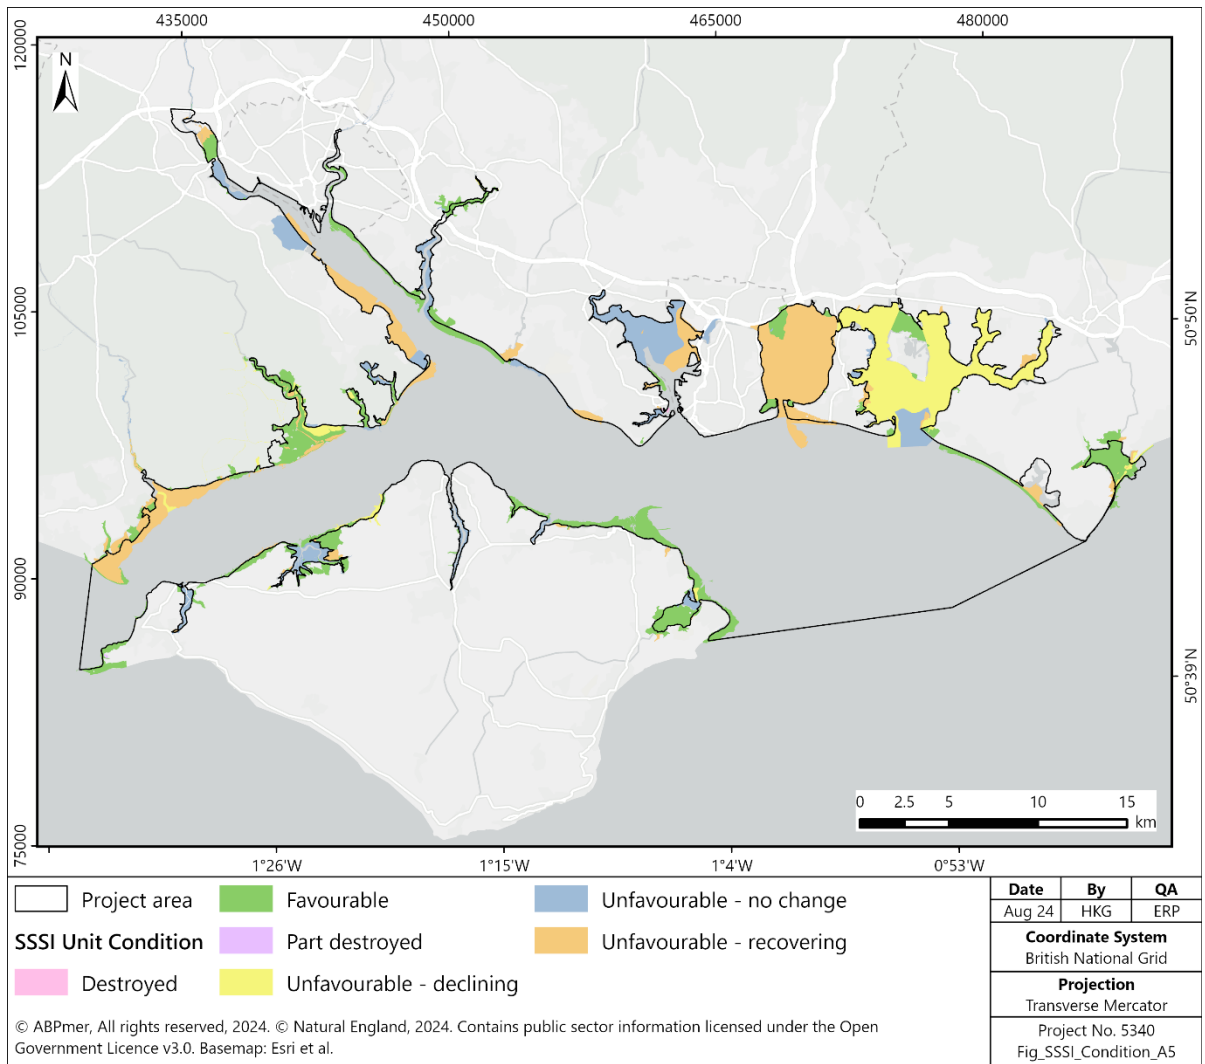 435000 450000 465000 480000
120000
N
105000
50°50'N
90000
50°39'N
0 2.5 5 10 15
km
75000
1°26'W 1°15'W 1°4'W 0°53'W
Project area
SSSI Unit Condition
Destroyed
Favourable
Part destroyed
Unfavourable - declining
Unfavourable - no change
Unfavourable - recovering
Date By QA
Aug 24 HKG ERP
Coordinate System
British National Grid
Projection
Transverse Mercator
Project No. 5340
Fig_SSSI_Condition_A5
© ABPmer, All rights reserved, 2024. © Natural England, 2024. Contains public sector information licensed under the Open
Government Licence v3.0. Basemap: Esri et al.